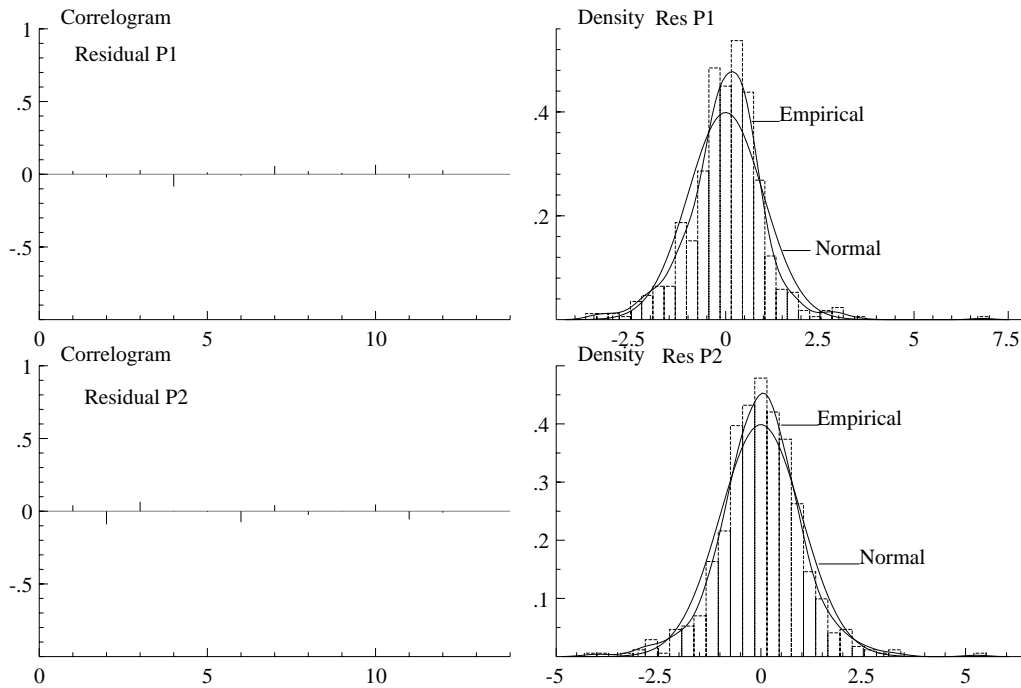 Correlogram
Residual P1
1
.5
0
-.5
0 5 10
Density Res P1
.4
.2
Empirical
Normal
-2.5 0 2.5 5 7.5
Correlogram
Residual P2
1
.5
0
-.5
0 5 10
Density Res P2
.4
.3
.2
.1
Empirical
Normal
-5 -2.5 0 2.5 5